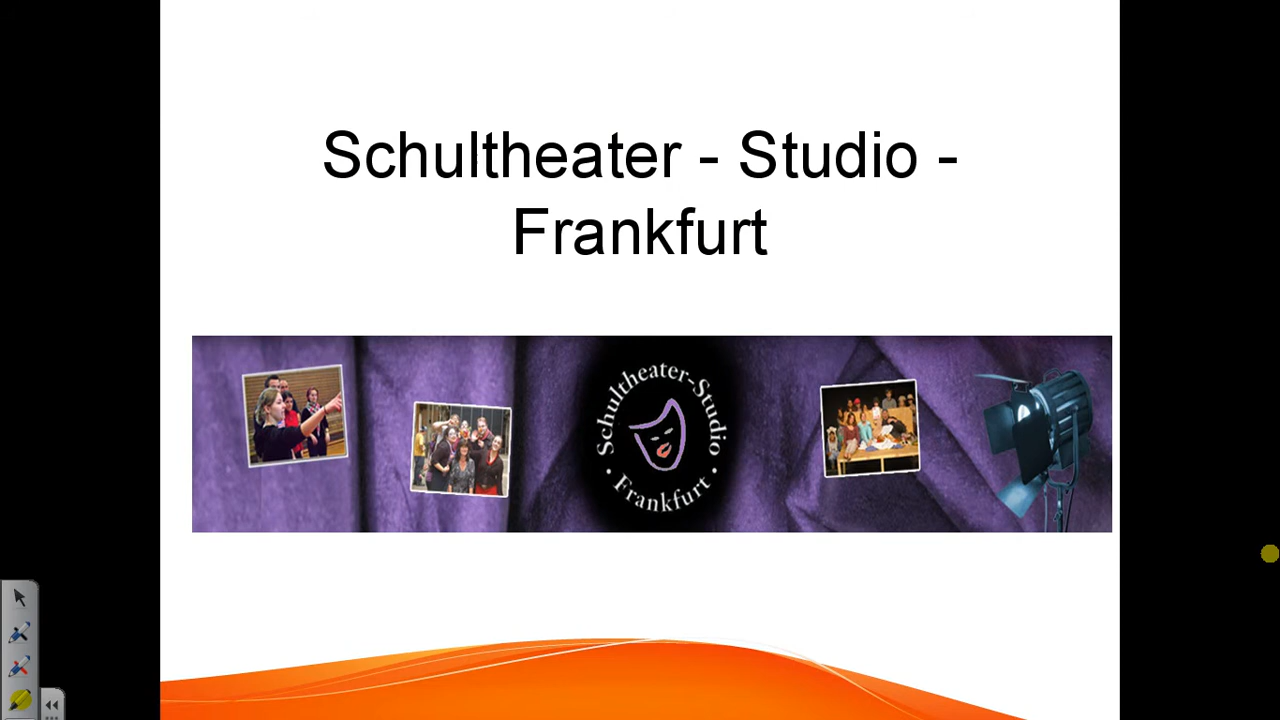 Schultheater - Studio -
Frankfurt
Schultheater-Studio
• Frankfurt •